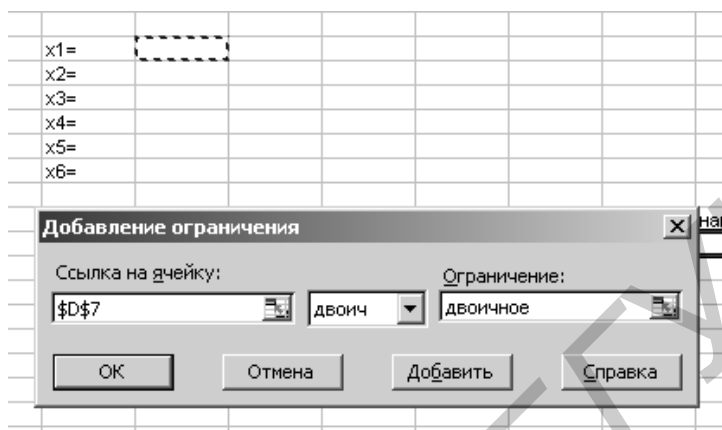 x1=
x2=
x3=
x4=
x5=
x6=
Добавление ограничения
Ссылка на ячейку: Ограничение:
$D$7 двоич двоичное
ОК Отмена Добавить Справка